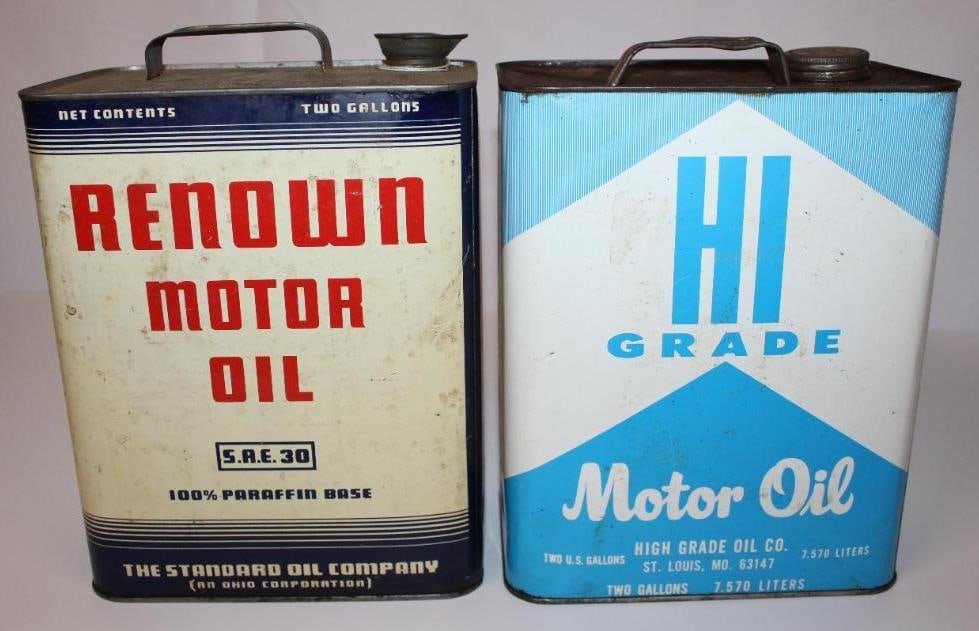 NET CONTENTS TWO GALLONS
RENOWN
MOTOR
OIL
S.A.E. 30
100% PARAFFIN BASE
THE STANDARD OIL COMPANY
(AN OHIO CORPORATION)
HI
GRADE
Motor Oil
TWO U.S. GALLONS HIGH GRADE OIL CO. 7.570 LITERS
ST. LOUIS, MO. 63147
TWO GALLONS 7.570 LITERS